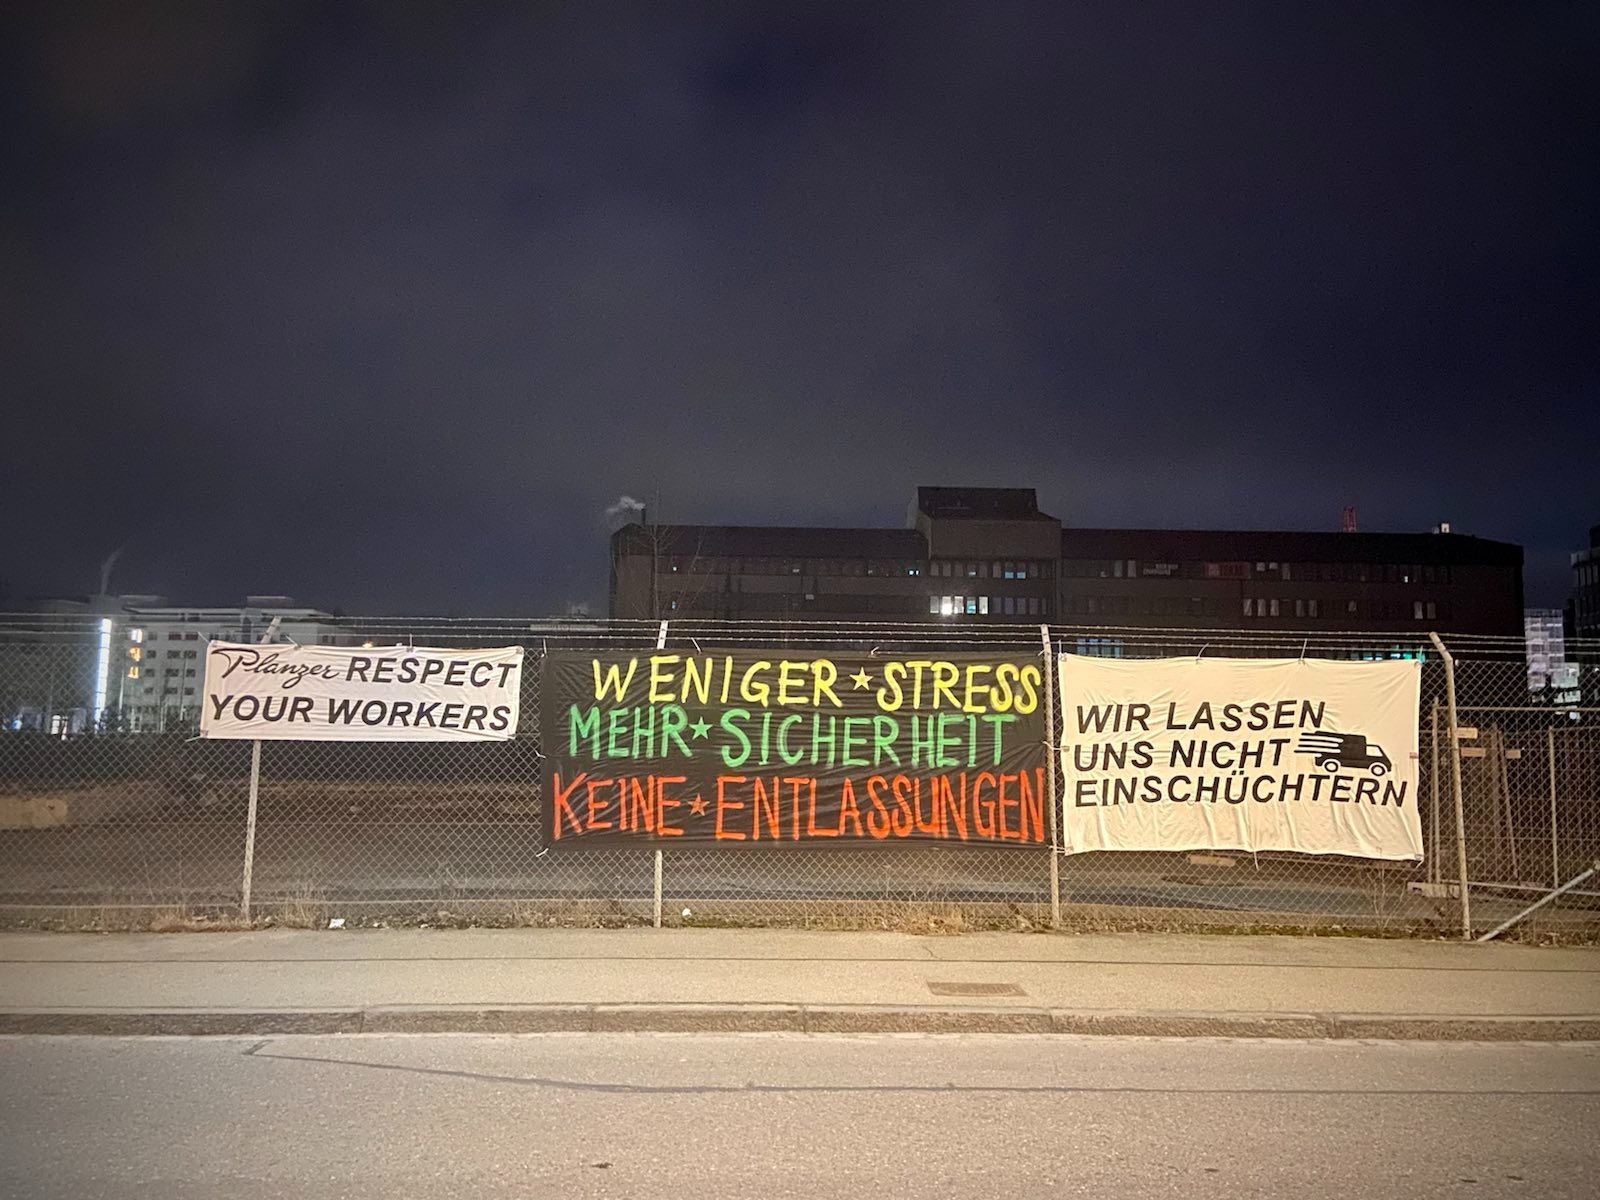 Planzer RESPECT
YOUR WORKERS
WENIGER ★ STRESS
MEHR ★ SICHERHEIT
KEINE ★ ENTLASSUNGEN
WIR LASSEN
UNS NICHT
EINSCHÜCHTERN